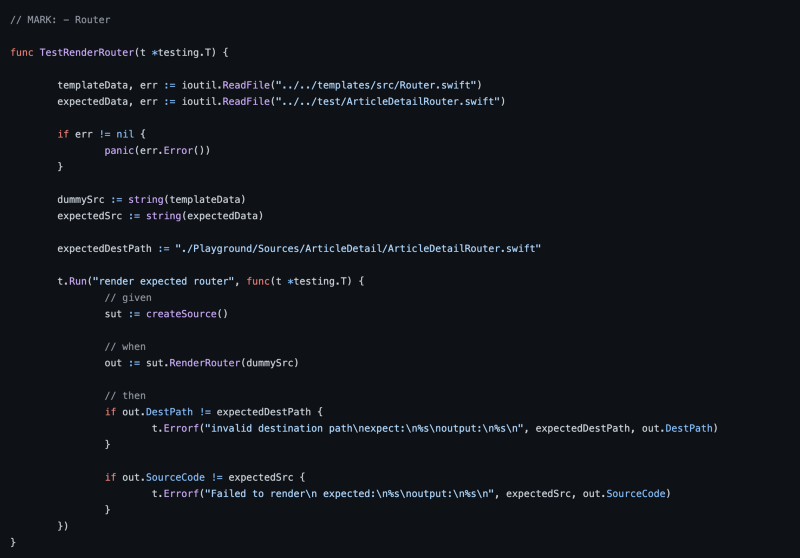 // MARK: - Router
func TestRenderRouter(t *testing.T) {
templateData, err := ioutil.ReadFile("../../templates/src/Router.swift")
expectedData, err := ioutil.ReadFile("../../test/ArticleDetailRouter.swift")
if err != nil {
panic(err.Error())
}
dummySrc := string(templateData)
expectedSrc := string(expectedData)
expectedDestPath := "./Playground/Sources/ArticleDetail/ArticleDetailRouter.swift"
t.Run("render expected router", func(t *testing.T) {
// given
sut := createSource()
// when
out := sut.RenderRouter(dummySrc)
// then
if out.DestPath != expectedDestPath {
t.Errorf("invalid destination path\nexpect:\n%s\noutput:\n%s\n", expectedDestPath, out.DestPath)
}
if out.SourceCode != expectedSrc {
t.Errorf("Failed to render\n expected:\n%s\noutput:\n%s\n", expectedSrc, out.SourceCode)
}
})
}